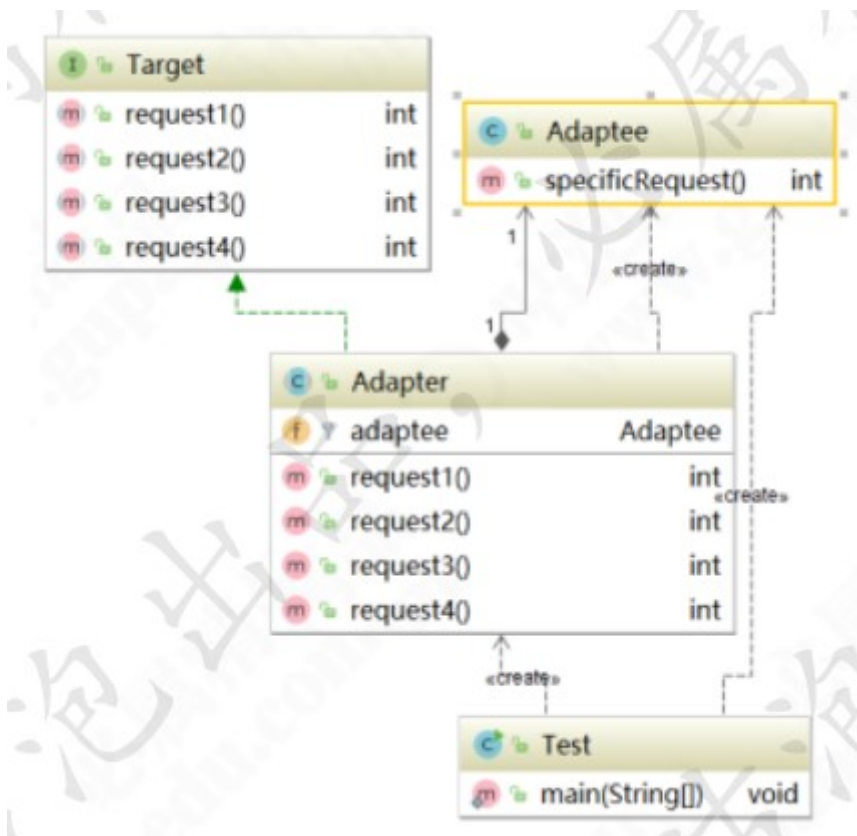 Target
request1() int
request2() int
request3() int
request4() int
Adaptee
specificRequest() int
1
«create»
1
Adapter
adaptee Adaptee
request1() int
request2() int
request3() int
request4() int
«create»
«create»
Test
main(String[]) void